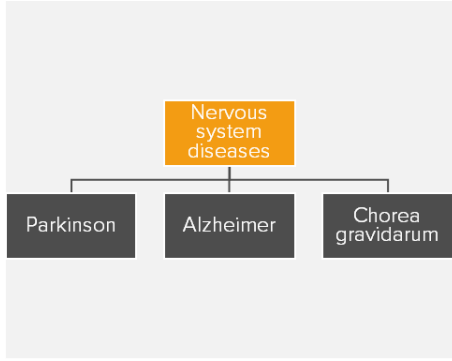 Nervous
system
diseases
Parkinson
Alzheimer
Chorea
gravidarum